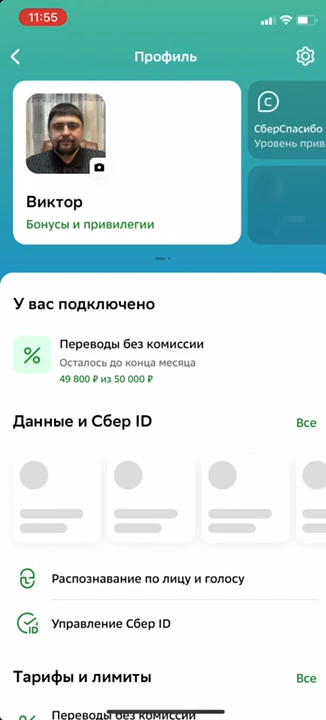 11:55
Профиль
СберСпасибо
Уровень прив
Виктор
Бонусы и привилегии
У вас подключено
Переводы без комиссии
Осталось до конца месяца
49 800 ₽ из 50 000 ₽
Данные и Сбер ID
Все
Распознавание по лицу и голосу
ID
Управление Сбер ID
Тарифы и лимиты
Все
Переводы без комиссии